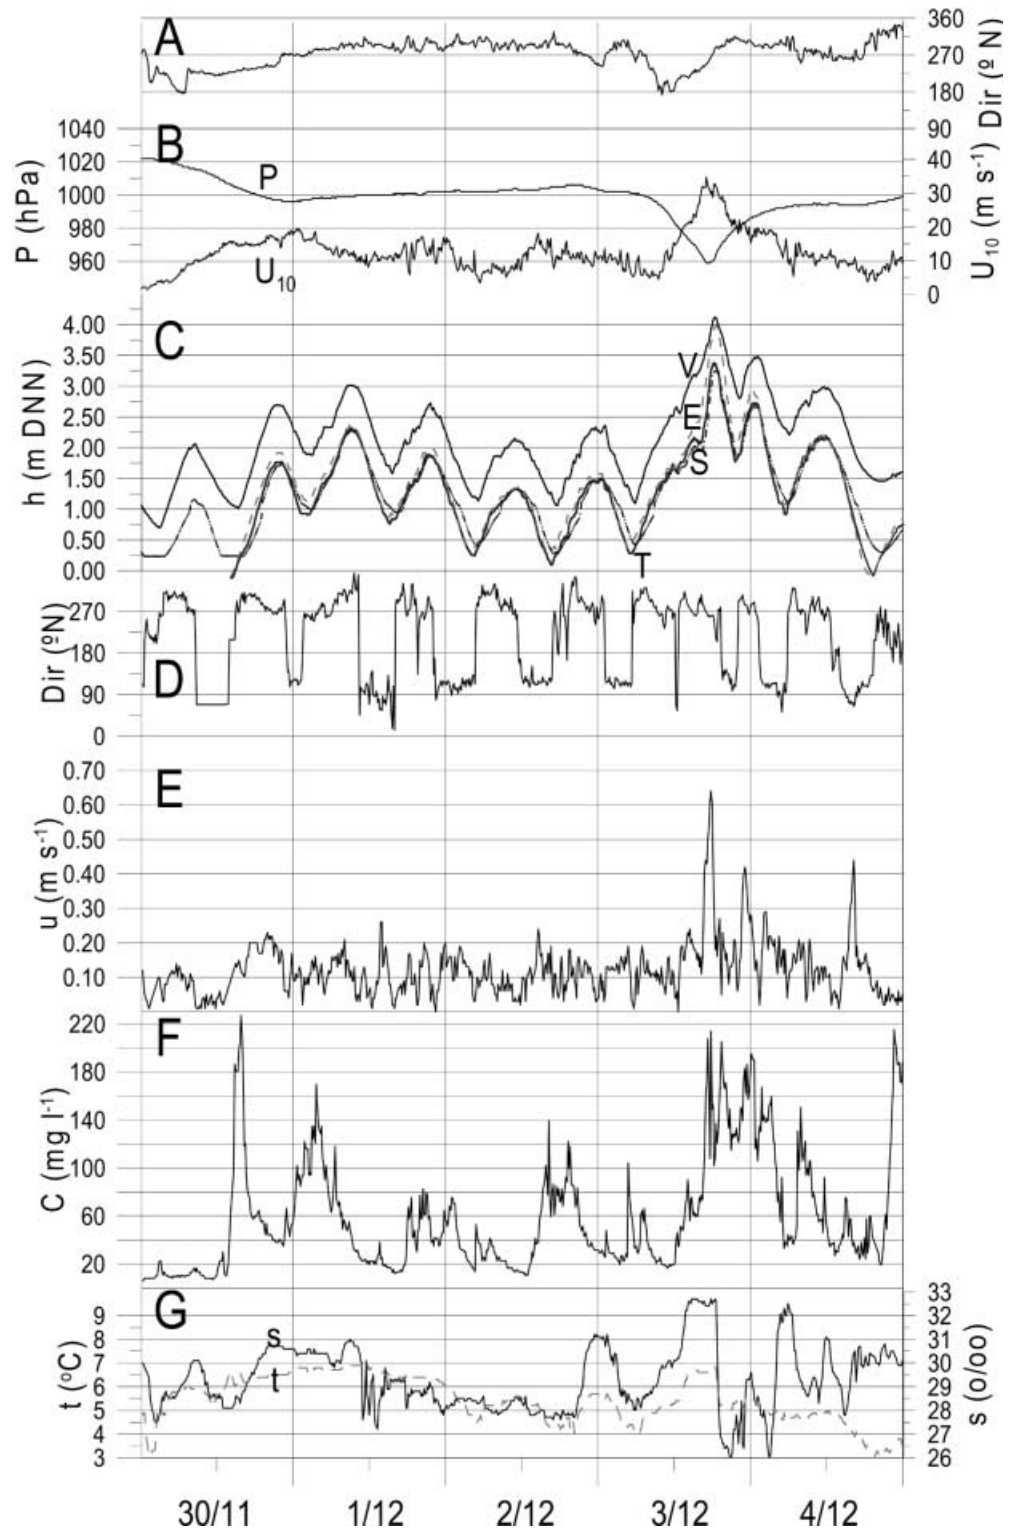 A
360
270
180
90
Dir (º N)
B
1040
1020
1000
980
960
P (hPa)
P
U10
40
30
20
10
0
U10 (m s-1)
C
4.00
3.50
3.00
2.50
2.00
1.50
1.00
0.50
0.00
h (m DNN)
V
E
S
T
D
270
180
90
0
Dir (ºN)
E
0.70
0.60
0.50
0.40
0.30
0.20
0.10
u (m s-1)
F
220
180
140
100
60
20
C (mg l-1)
G
9
8
7
6
5
4
3
t (ºC)
s
t
33
32
31
30
29
28
27
26
s (o/oo)
30/11 1/12 2/12 3/12 4/12